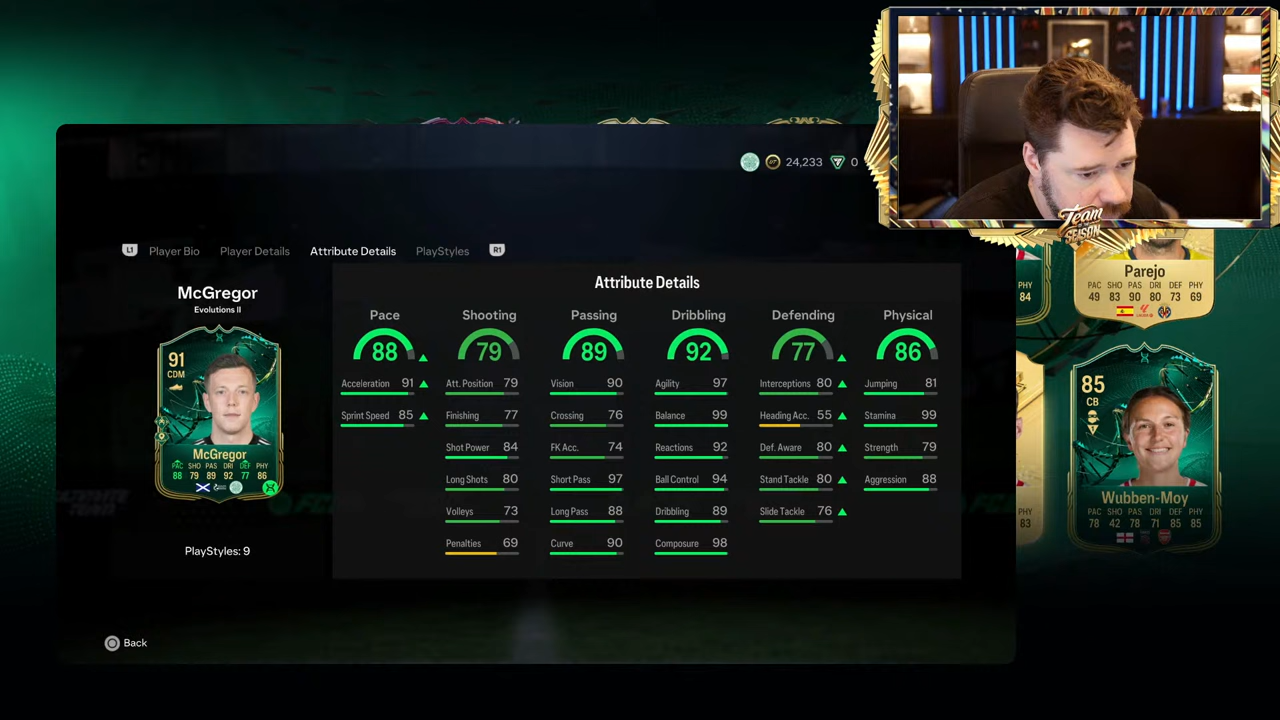 24,233
0
L1 Player Bio Player Details Attribute Details PlayStyles R1
McGregor
Evolutions II
91
CDM
McGregor
PAC SHO PAS DRI DEF PHY
88 79 89 92 77 86
PlayStyles: 9
Attribute Details
Pace Shooting Passing Dribbling Defending Physical
88 79 89 92 77 86
Acceleration 91 Att. Position 79 Vision 90 Agility 97 Interceptions 80 Jumping 81
Sprint Speed 85 Finishing 77 Crossing 76 Balance 99 Heading Acc. 55 Stamina 99
Shot Power 84 FK Acc. 74 Reactions 92 Def. Aware 80 Strength 79
Long Shots 80 Short Pass 97 Ball Control 94 Stand Tackle 80 Aggression 88
Volleys 73 Long Pass 88 Dribbling 89 Slide Tackle 76
Penalties 69 Curve 90 Composure 98
Back
Team
OF THE
SEASON
PHY
84
Parejo
PAC SHO PAS DRI DEF PHY
49 83 90 80 73 69
PHY
83
85
CB
Wubben-Moy
PAC SHO PAS DRI DEF PHY
78 42 78 71 85 85